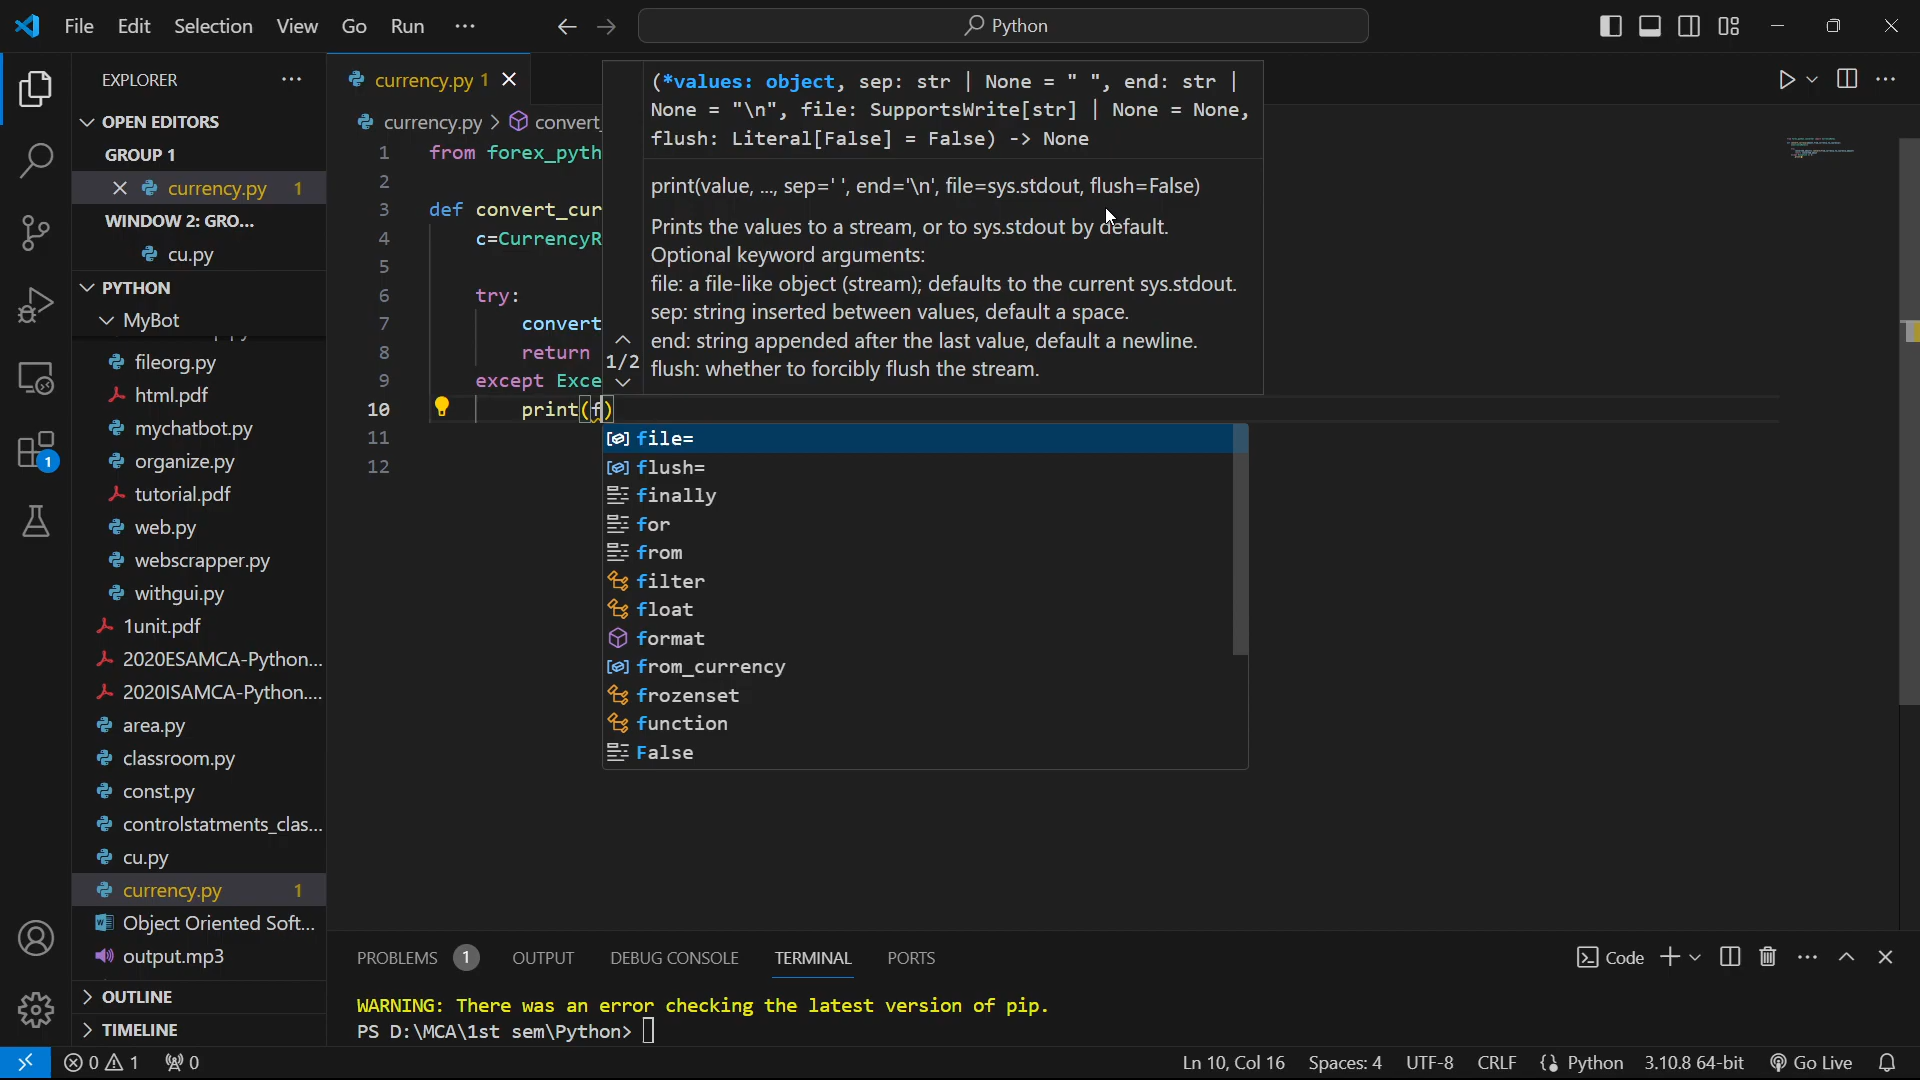 File Edit Selection View Go Run ···
Python
EXPLORER ···
OPEN EDITORS
GROUP 1
currency.py 1
WINDOW 2: GRO...
cu.py
PYTHON
MyBot
fileorg.py
html.pdf
mychatbot.py
organize.py
tutorial.pdf
web.py
webscrapper.py
withgui.py
1unit.pdf
2020ESAMCA-Python...
2020ISAMCA-Python....
area.py
classroom.py
const.py
controlstatments_clas...
cu.py
currency.py 1
Object Oriented Soft...
output.mp3
OUTLINE
TIMELINE
1
currency.py 1
currency.py > convert_
1 from forex_pyth
2
3 def convert_cur
4 c=CurrencyR
5
6 try:
7 convert
8 return
9 except Exce
10 print(f)
11
12
(*values: object, sep: str | None = " ", end: str |
None = "\n", file: SupportsWrite[str] | None = None,
flush: Literal[False] = False) -> None
print(value, ..., sep=' ', end='\n', file=sys.stdout, flush=False)
Prints the values to a stream, or to sys.stdout by default.
Optional keyword arguments:
file: a file-like object (stream); defaults to the current sys.stdout.
sep: string inserted between values, default a space.
end: string appended after the last value, default a newline.
flush: whether to forcibly flush the stream.
1/2
file=
flush=
finally
for
from
filter
float
format
from_currency
frozenset
function
False
PROBLEMS 1 OUTPUT DEBUG CONSOLE TERMINAL PORTS
Code
WARNING: There was an error checking the latest version of pip.
PS D:\MCA\1st sem\Python>
0 1 0
Ln 10, Col 16 Spaces: 4 UTF-8 CRLF Python 3.10.8 64-bit Go Live